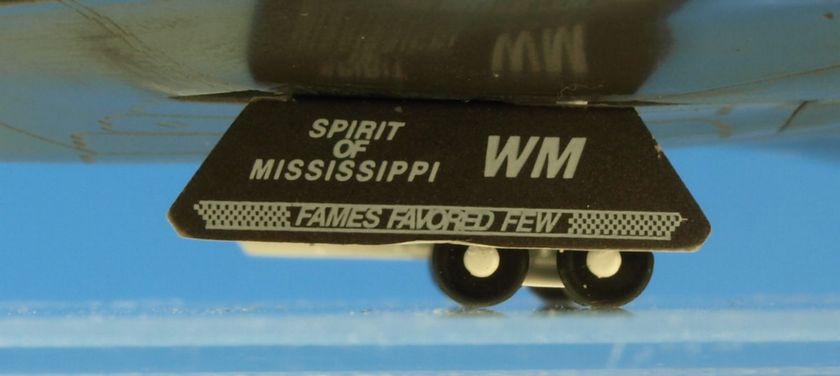 SPIRIT
OF
MISSISSIPPI
WM
FAMES FAVORED FEW